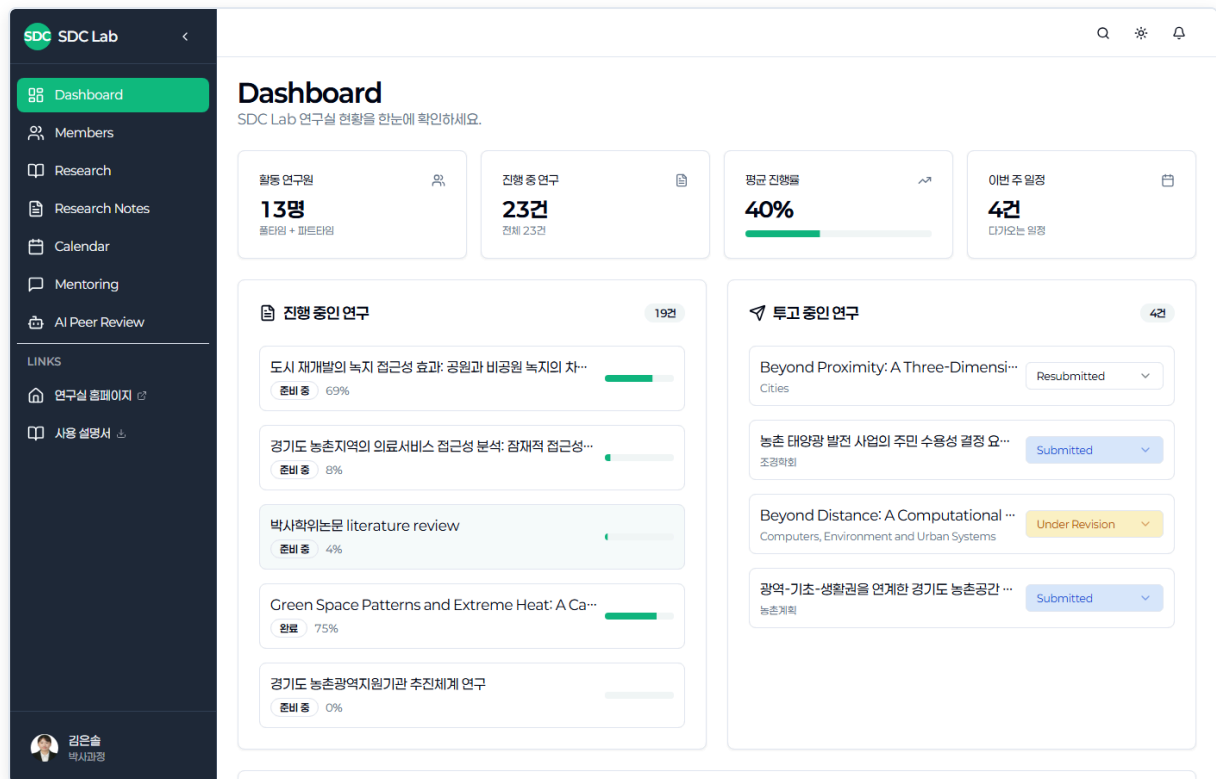 SDC
SDC Lab
Dashboard
Members
Research
Research Notes
Calendar
Mentoring
AI Peer Review
LINKS
연구실 홈페이지
사용 설명서
김은솔
박사과정
Dashboard
SDC Lab 연구실 현황을 한눈에 확인하세요.
활동 연구원
13명
풀타임 + 파트타임
진행 중 연구
23건
전체 23건
평균 진행률
40%
이번 주 일정
4건
다가오는 일정
진행 중인 연구
19건
도시 재개발의 녹지 접근성 효과: 공원과 비공원 녹지의 차…
준비 중 69%
경기도 농촌지역의 의료서비스 접근성 분석: 잠재적 접근성…
준비 중 8%
박사학위논문 literature review
준비 중 4%
Green Space Patterns and Extreme Heat: A Ca…
완료 75%
경기도 농촌광역지원기관 추진체계 연구
준비 중 0%
투고 중인 연구
4건
Beyond Proximity: A Three-Dimensi…
Cities
Resubmitted
농촌 태양광 발전 사업의 주민 수용성 결정 요…
조경학회
Submitted
Beyond Distance: A Computational …
Computers, Environment and Urban Systems
Under Revision
광역-기초-생활권을 연계한 경기도 농촌공간 …
농촌계획
Submitted